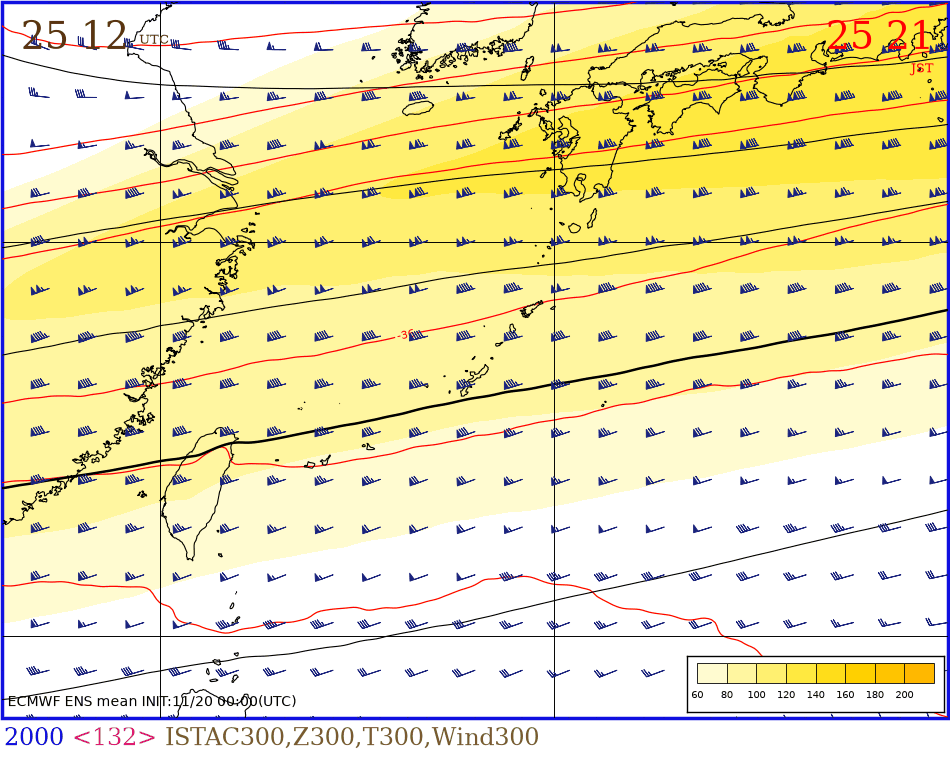 25 12 UTC 25 21
JST
-36
60 80 100 120 140 160 180 200
ECMWF ENS mean INIT:11/20 00:00(UTC)
2000 <132> ISTAC300,Z300,T300,Wind300